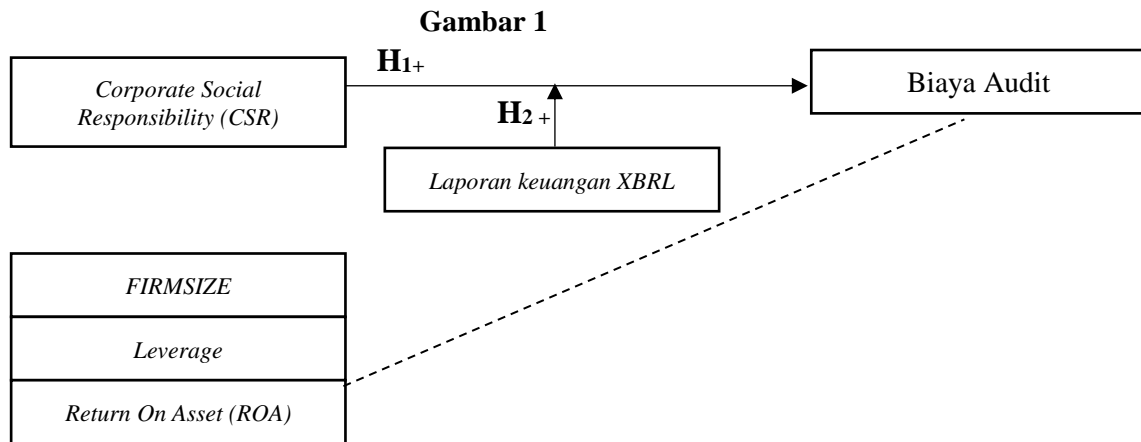 Gambar 1
H1+
Corporate Social
Responsibility (CSR)
Biaya Audit
H2 +
Laporan keuangan XBRL
FIRMSIZE
Leverage
Return On Asset (ROA)